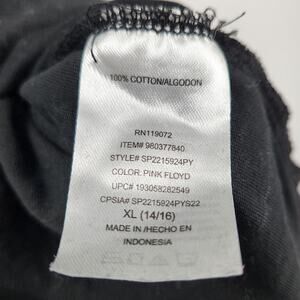 100% COTTON/ALGODON
RN119072
ITEM# 980377840
STYLE# SP2215924PY
COLOR: PINK FLOYD
UPC# 193058282549
CPSIA# SP2215924PYS22
XL (14/16)
MADE IN /HECHO EN
INDONESIA